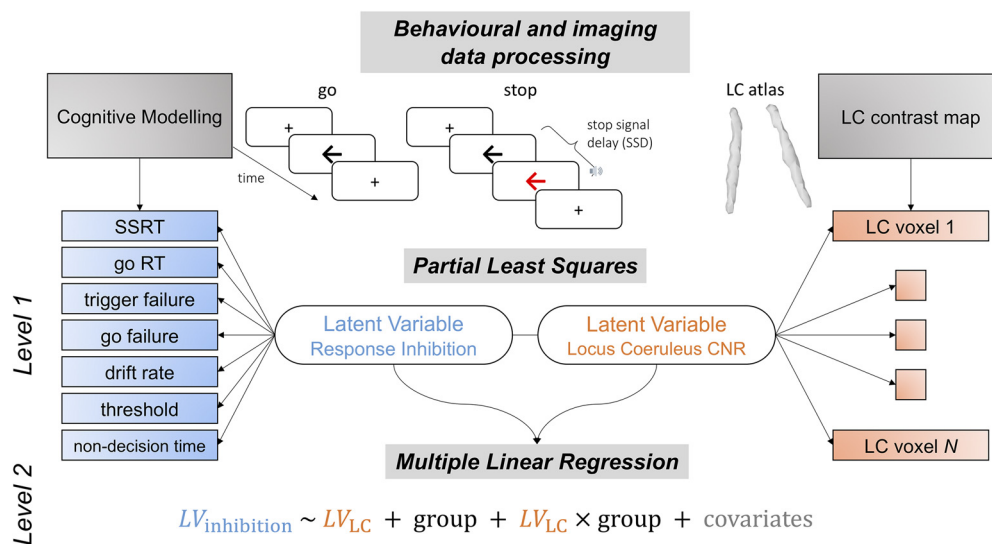 Behavioural and imaging
data processing
Cognitive Modelling
go
stop
LC atlas
LC contrast map
stop signal
delay (SSD)
time
Level 1
SSRT
go RT
trigger failure
go failure
drift rate
threshold
non-decision time
Partial Least Squares
Latent Variable
Response Inhibition
Latent Variable
Locus Coeruleus CNR
LC voxel 1
LC voxel N
Level 2
Multiple Linear Regression
LV_inhibition ~ LV_LC + group + LV_LC × group + covariates